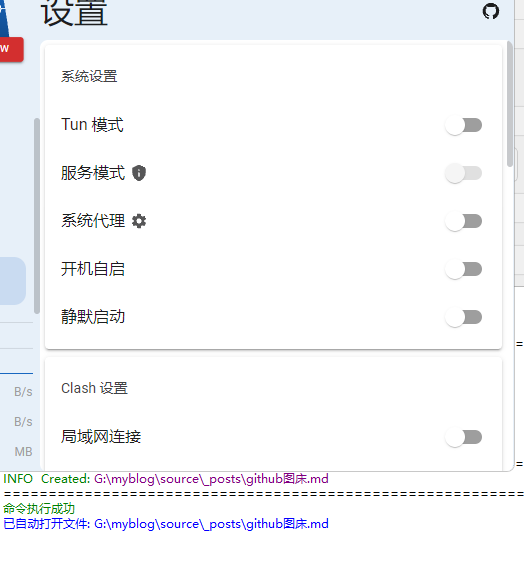 设置
W
系统设置
Tun 模式
服务模式
系统代理
开机自启
静默启动
Clash 设置
局域网连接
B/s
B/s
MB
INFO Created: G:\myblog\source\_posts\github图床.md
==========================================================
命令执行成功
已自动打开文件: G:\myblog\source\_posts\github图床.md